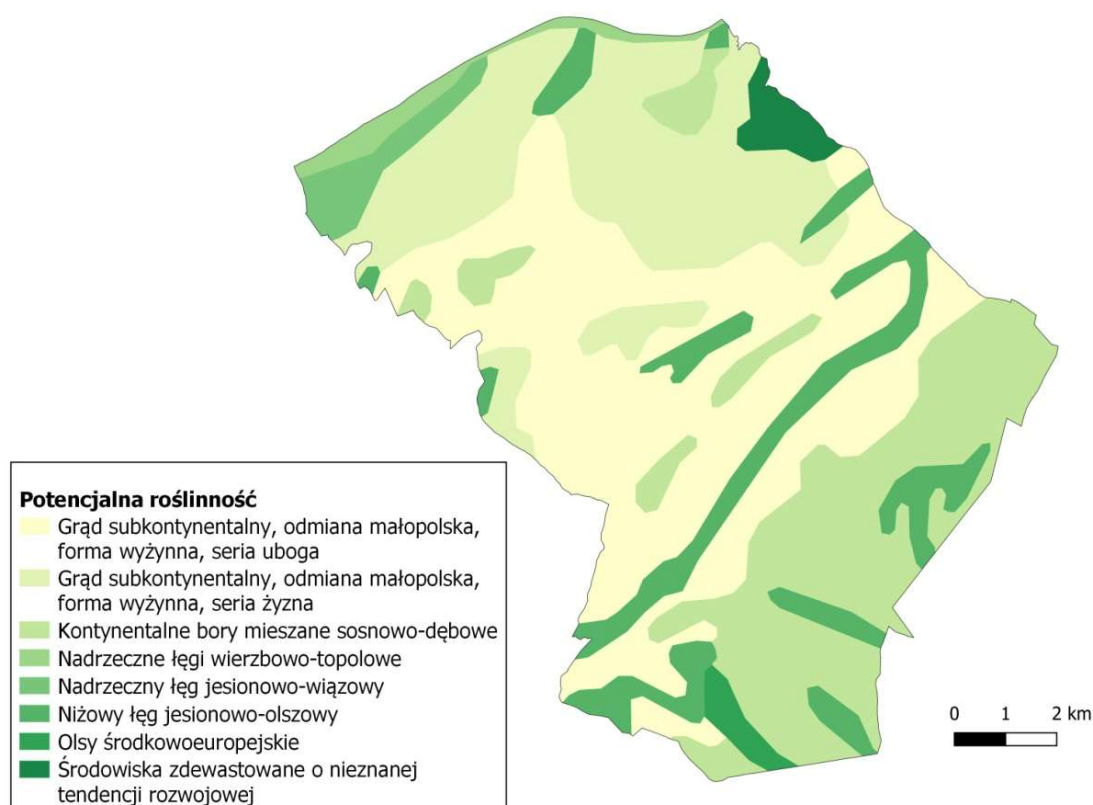 Potencjalna roślinność
Grąd subkontynentalny, odmiana małopolska,
forma wyżynna, seria uboga
Grąd subkontynentalny, odmiana małopolska,
forma wyżynna, seria żyzna
Kontynentalne bory mieszane sosnowo-dębowe
Nadrzeczne łęgi wierzbowo-topolowe
Nadrzeczny łęg jesionowo-wiązowy
Niżowy łęg jesionowo-olszowy
Olsy środkowoeuropejskie
Środowiska zdewastowane o nieznanej
tendencji rozwojowej
0 1 2 km